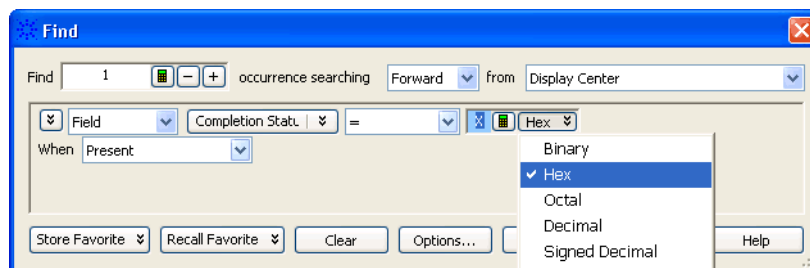 Find
Find 1 occurrence searching Forward from Display Center
Field Completion Statu = X Hex
When Present
Binary
Hex
Octal
Decimal
Signed Decimal
Store Favorite Recall Favorite Clear Options... Help